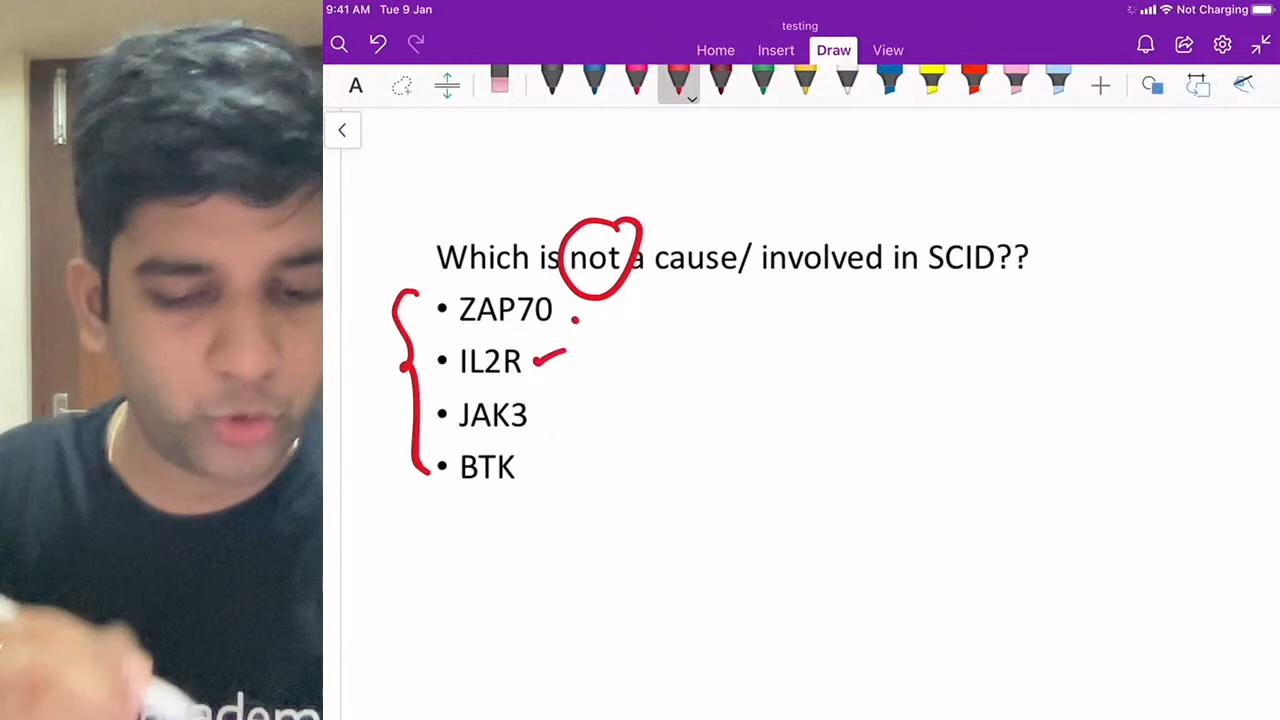 9:41 AM Tue 9 Jan
Not Charging
testing
Home Insert Draw View
A
Which is not a cause/ involved in SCID??
• ZAP70
• IL2R
• JAK3
• BTK